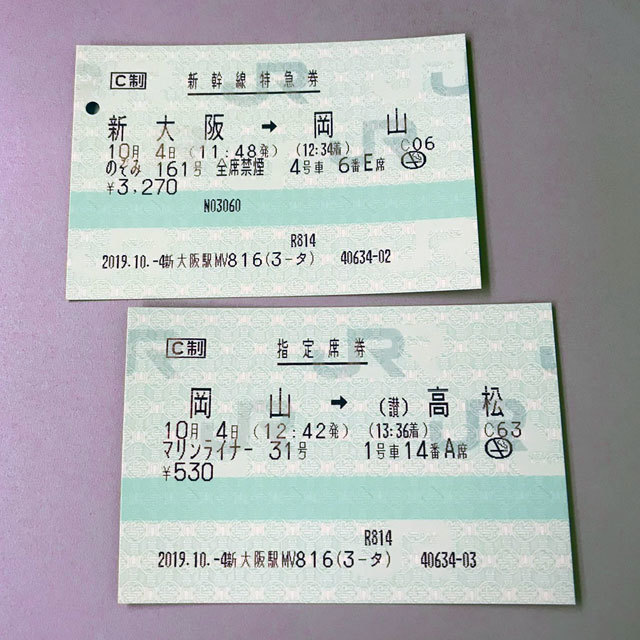 C制 新幹線特急券
新大阪 ➡ 岡山
10月 4日 (11:48発) (12:34着) C06
のぞみ 161号 全席禁煙 4号車 6番E席
¥3,270
N03060
R814
2019.10.-4新大阪駅MV816(3-タ) 40634-02
C制 指定席券
岡山 ➡ (讃)高松
10月 4日 (12:42発) (13:36着) C63
マリンライナー 31号 1号車14番A席
¥530
R814
2019.10.-4新大阪駅MV816(3-タ) 40634-03